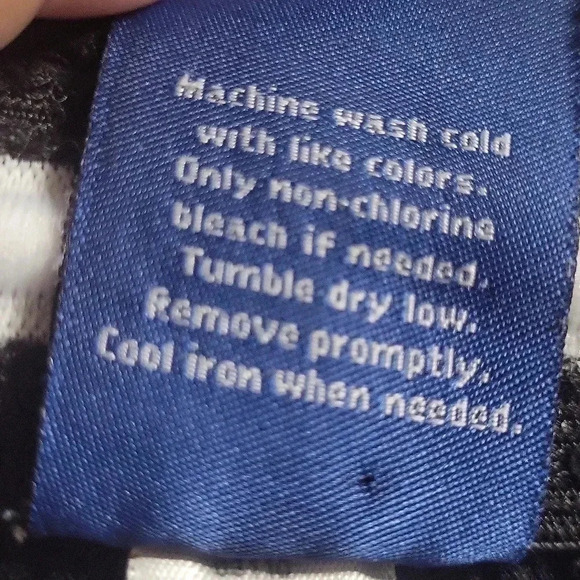 Machine wash cold
with like colors.
Only non-chlorine
bleach if needed.
Tumble dry low.
Remove promptly.
Cool iron when needed.